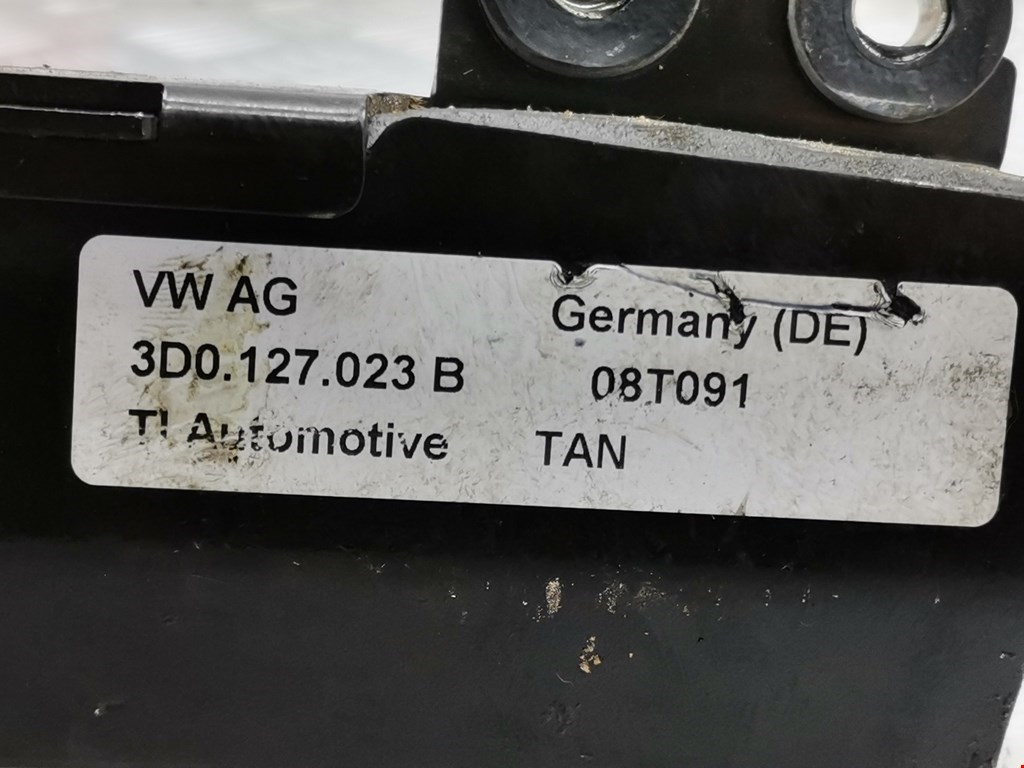 VW AG Germany (DE)
3D0.127.023 B 08T091
TI Automotive TAN